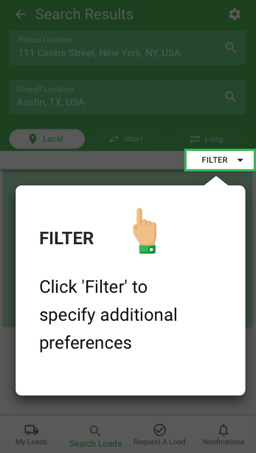 Search Results
Pickup Location
111 Centre Street, New York, NY, USA
Dropoff Location
Austin, TX, USA
Local
Short
Long
FILTER
FILTER
Click 'Filter' to
specify additional
preferences
My Loads
Search Loads
Request A Load
Notifications